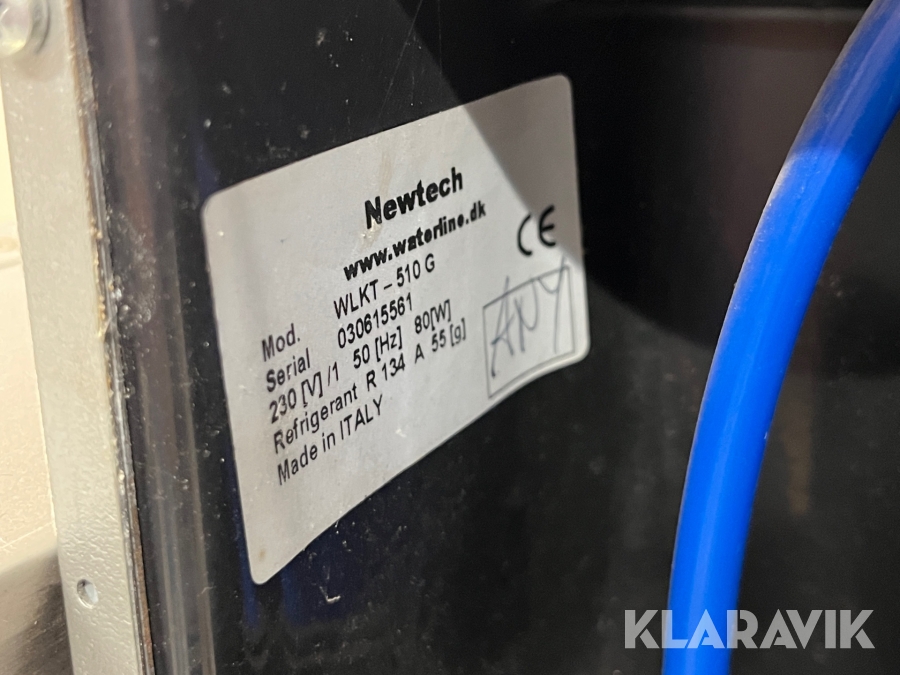 Newtech
www.waterline.dk
Mod. WLKT - 510 G
Serial 030615561
230 [V] /1 50 [Hz] 80[W]
Refrigerant R 134 A 55 [g]
Made in ITALY
CE
ANY
KLARAVIK